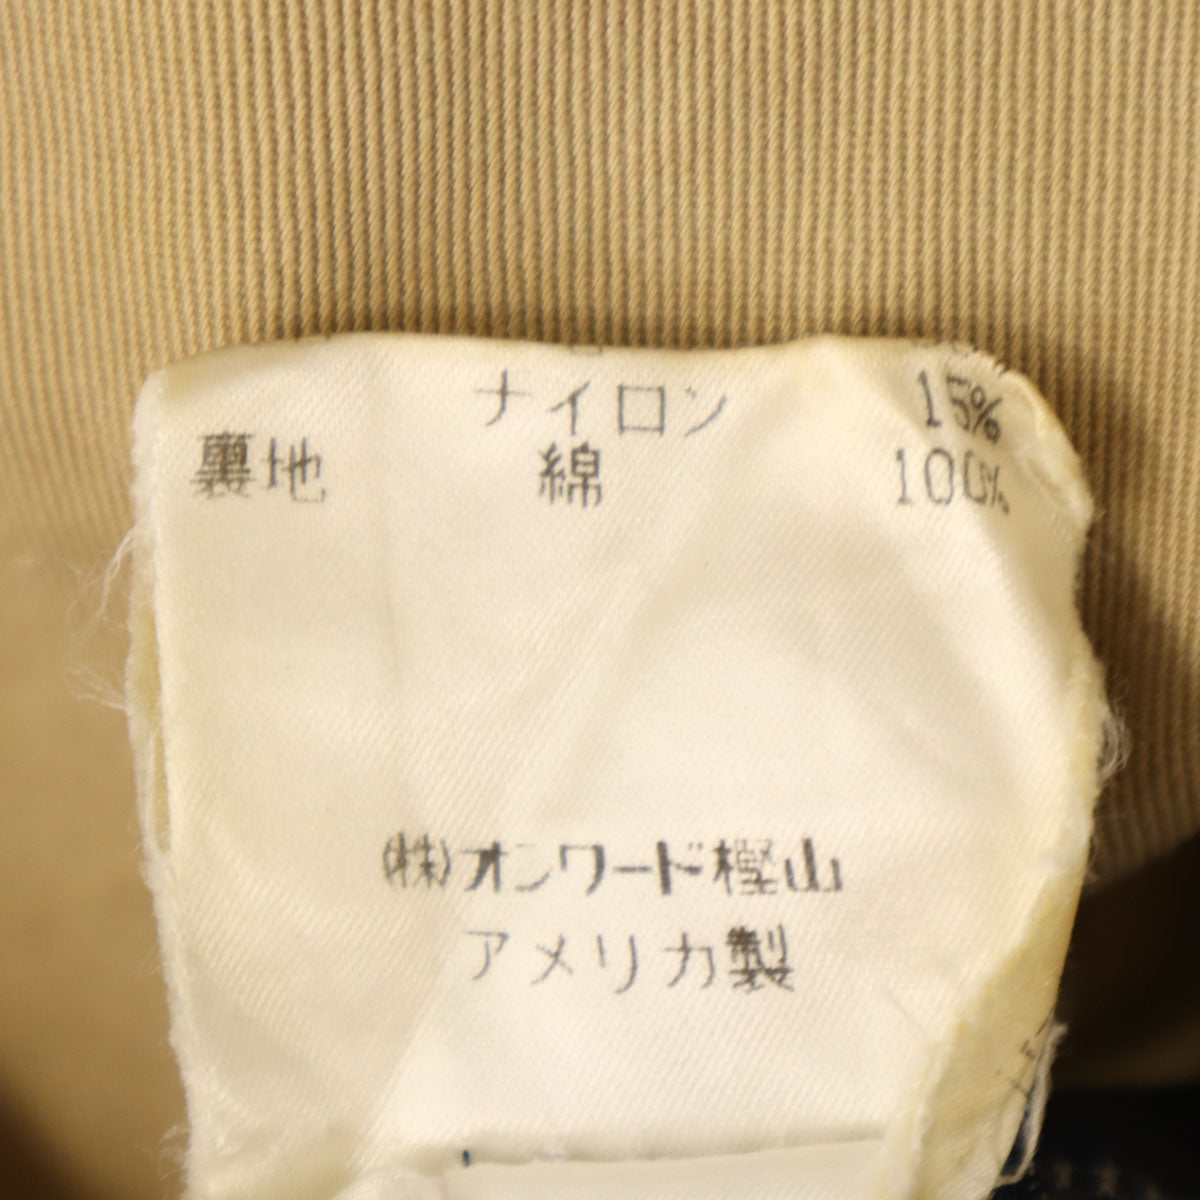 ナイロン 15%
裏地 綿 100%
(株)オンワード樫山
アメリカ製